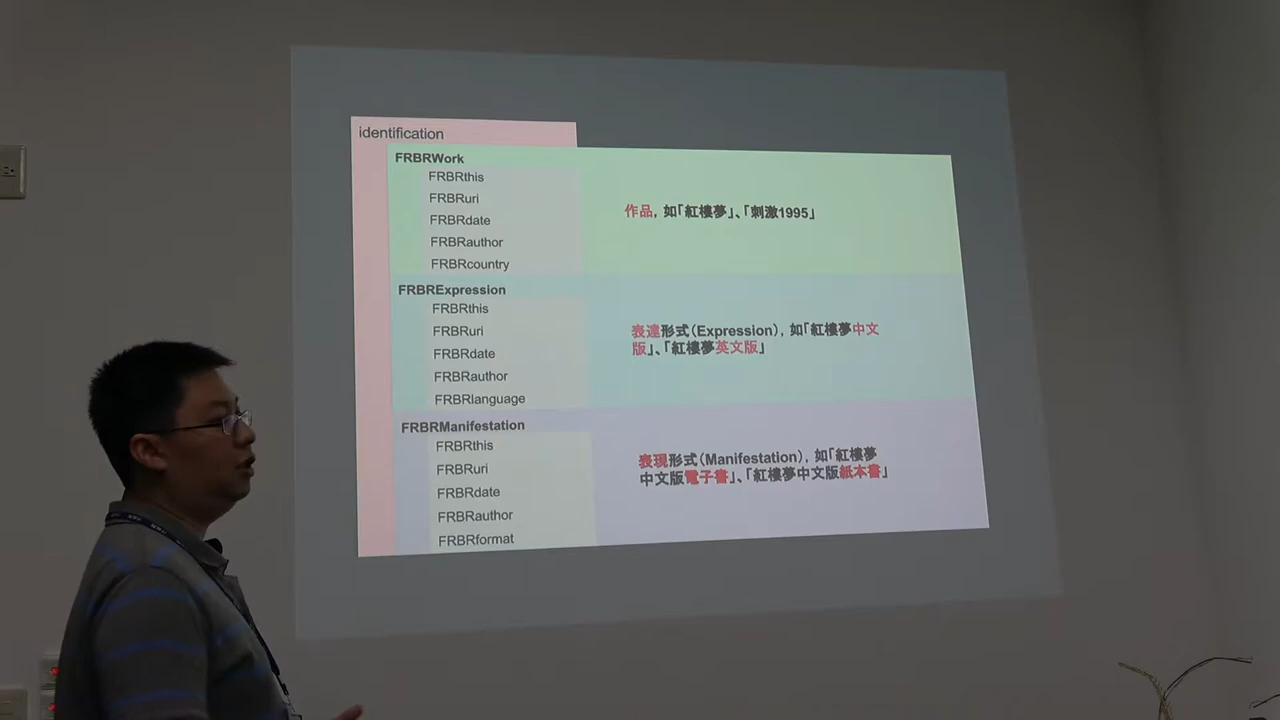 identification
FRBRWork
FRBRthis
FRBRuri
FRBRdate
FRBRauthor
FRBRcountry
作品，如「紅樓夢」、「刺激1995」
FRBRExpression
FRBRthis
FRBRuri
FRBRdate
FRBRauthor
FRBRlanguage
表達形式（Expression），如「紅樓夢中文
版」、「紅樓夢英文版」
FRBRManifestation
FRBRthis
FRBRuri
FRBRdate
FRBRauthor
FRBRformat
表現形式（Manifestation），如「紅樓夢
中文版電子書」、「紅樓夢中文版紙本書」